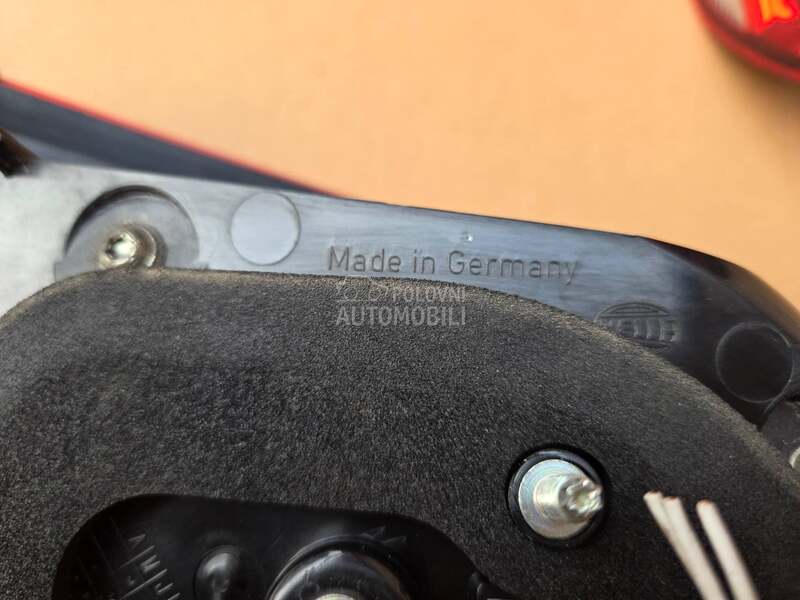 Made in Germany
POLOVNI
AUTOMOBILI
HELLA